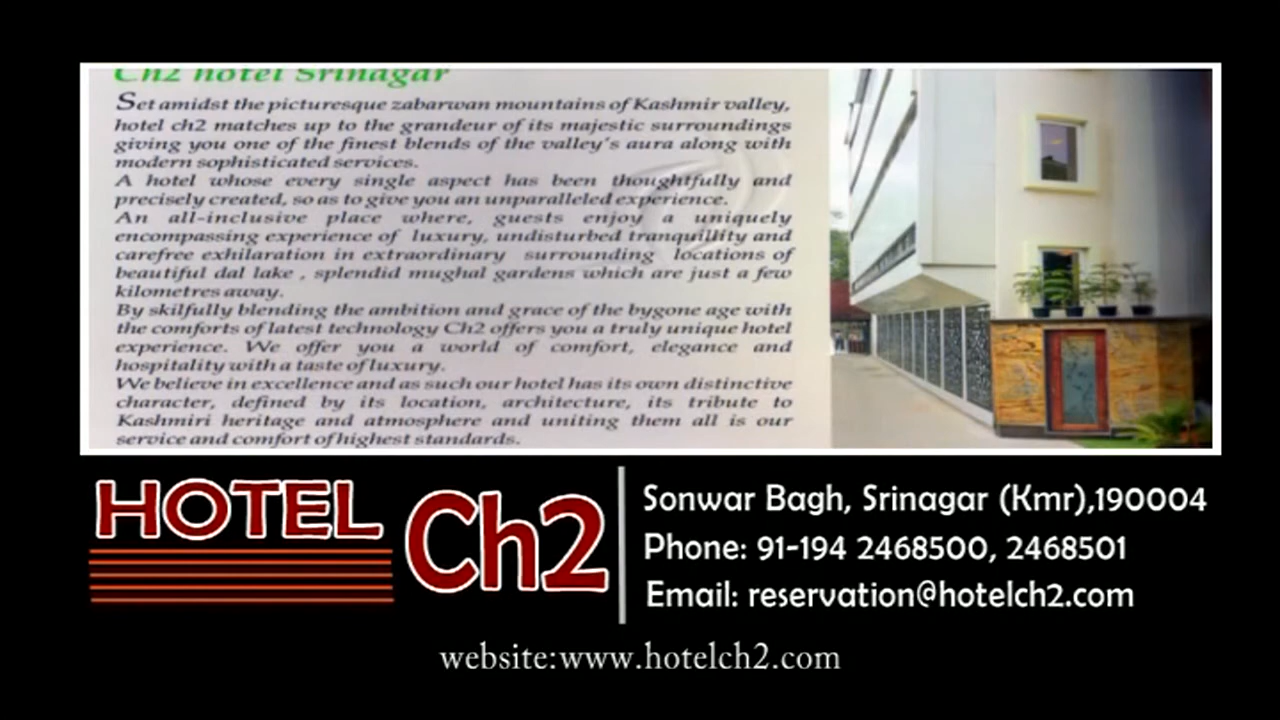 Ch2 hotel Srinagar
Set amidst the picturesque zabarwan mountains of Kashmir valley,
hotel ch2 matches up to the grandeur of its majestic surroundings
giving you one of the finest blends of the valley's aura along with
modern sophisticated services.
A hotel whose every single aspect has been thoughtfully and
precisely created, so as to give you an unparalleled experience.
An all-inclusive place where, guests enjoy a uniquely
encompassing experience of luxury, undisturbed tranquillity and
carefree exhilaration in extraordinary surrounding locations of
beautiful dal lake , splendid mughal gardens which are just a few
kilometres away.
By skilfully blending the ambition and grace of the bygone age with
the comforts of latest technology Ch2 offers you a truly unique hotel
experience. We offer you a world of comfort, elegance and
hospitality with a taste of luxury.
We believe in excellence and as such our hotel has its own distinctive
character, defined by its location, architecture, its tribute to
Kashmiri heritage and atmosphere and uniting them all is our
service and comfort of highest standards.
HOTEL Ch2
Sonwar Bagh, Srinagar (Kmr),190004
Phone: 91-194 2468500, 2468501
Email: reservation@hotelch2.com
website:www.hotelch2.com